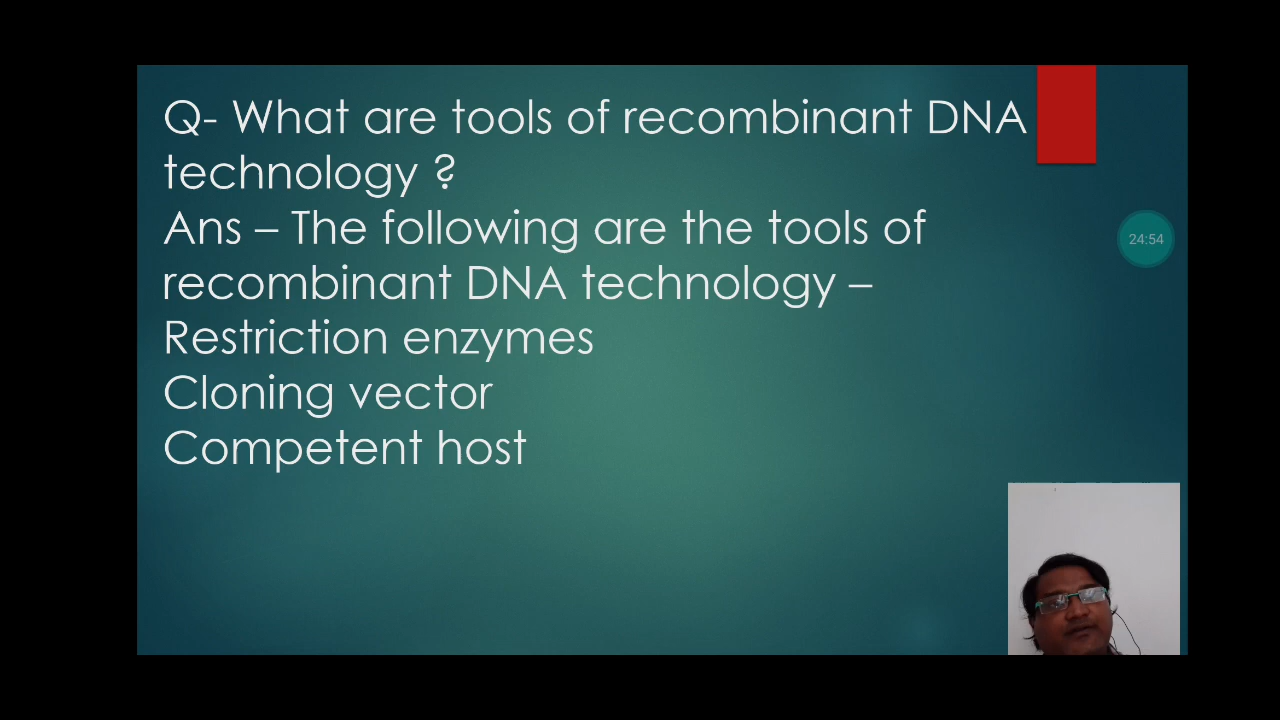 Q- What are tools of recombinant DNA
technology ?
Ans – The following are the tools of
recombinant DNA technology –
Restriction enzymes
Cloning vector
Competent host
24:54